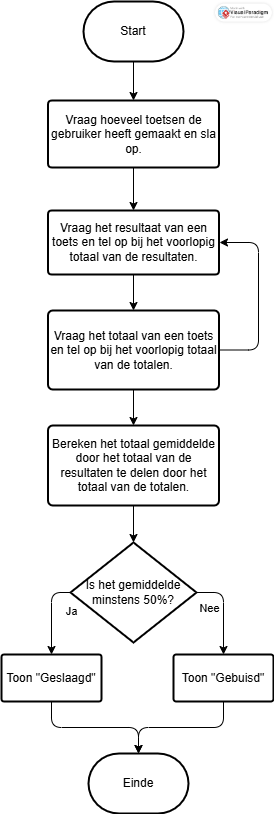 Visual Paradigm
Start
Vraag hoeveel toetsen de
gebruiker heeft gemaakt en sla
op.
Vraag het resultaat van een
toets en tel op bij het voorlopig
totaal van de resultaten.
Vraag het totaal van een toets
en tel op bij het voorlopig totaal
van de totalen.
Bereken het totaal gemiddelde
door het totaal van de
resultaten te delen door het
totaal van de totalen.
Is het gemiddelde
minstens 50%?
Ja
Nee
Toon "Geslaagd"
Toon "Gebuisd"
Einde